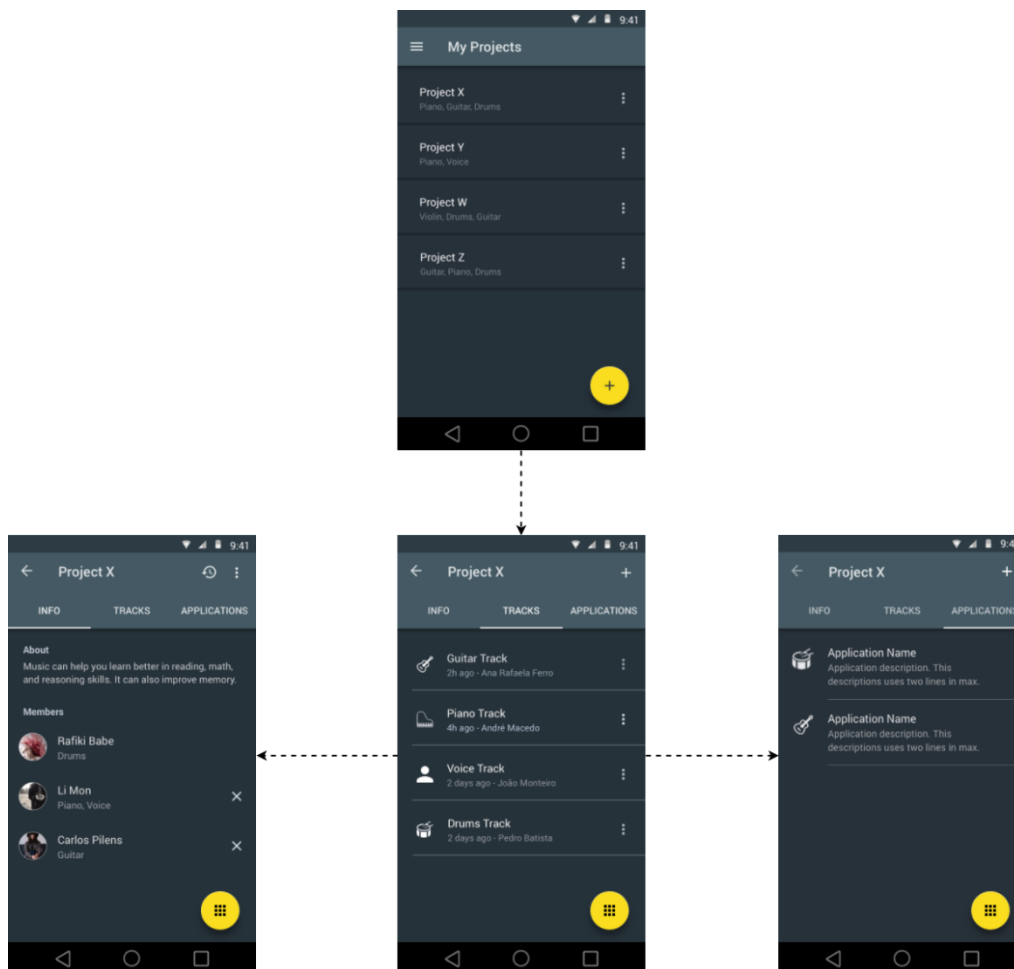 9:41
My Projects
Project X
Piano, Guitar, Drums
Project Y
Piano, Voice
Project W
Violin, Drums, Guitar
Project Z
Guitar, Piano, Drums
9:41
Project X
INFO TRACKS APPLICATIONS
About
Music can help you learn better in reading, math,
and reasoning skills. It can also improve memory.
Members
Rafiki Babe
Drums
Li Mon
Piano, Voice
Carlos Pilens
Guitar
9:41
Project X
INFO TRACKS APPLICATIONS
Guitar Track
2h ago - Ana Rafaela Ferro
Piano Track
4h ago - André Macedo
Voice Track
2 days ago - João Monteiro
Drums Track
2 days ago - Pedro Batista
9:4
Project X
INFO TRACKS APPLICATIONS
Application Name
Application description. This
descriptions uses two lines in max.
Application Name
Application description. This
descriptions uses two lines in max.